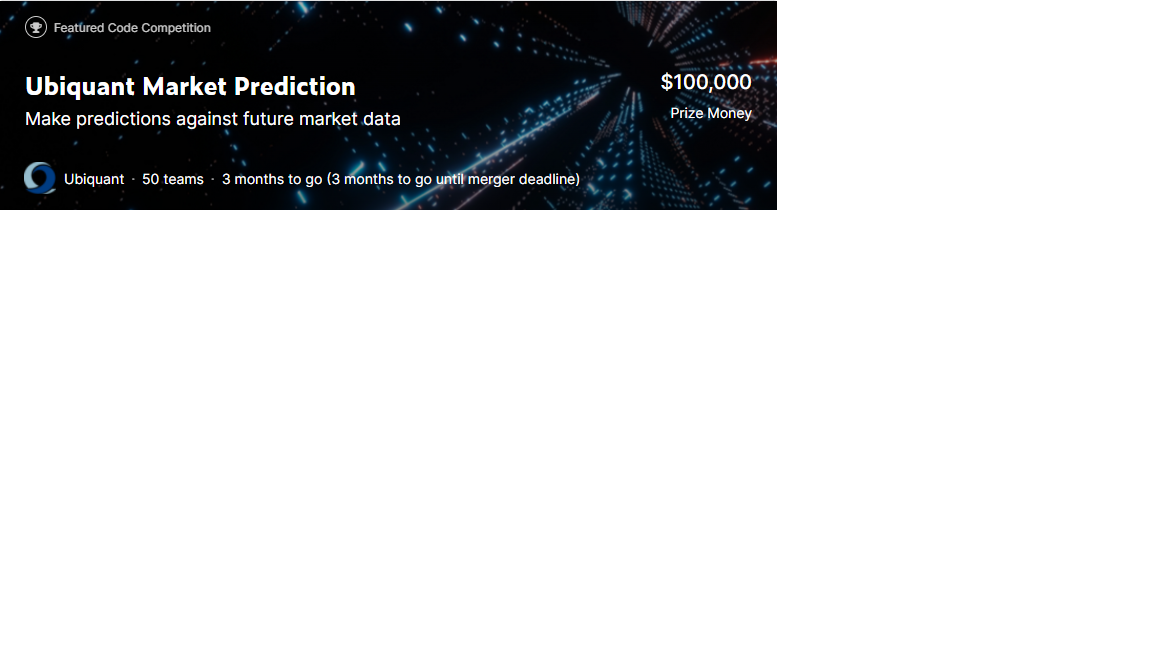 Featured Code Competition
Ubiquant Market Prediction
$100,000
Make predictions against future market data
Prize Money
Ubiquant · 50 teams · 3 months to go (3 months to go until merger deadline)